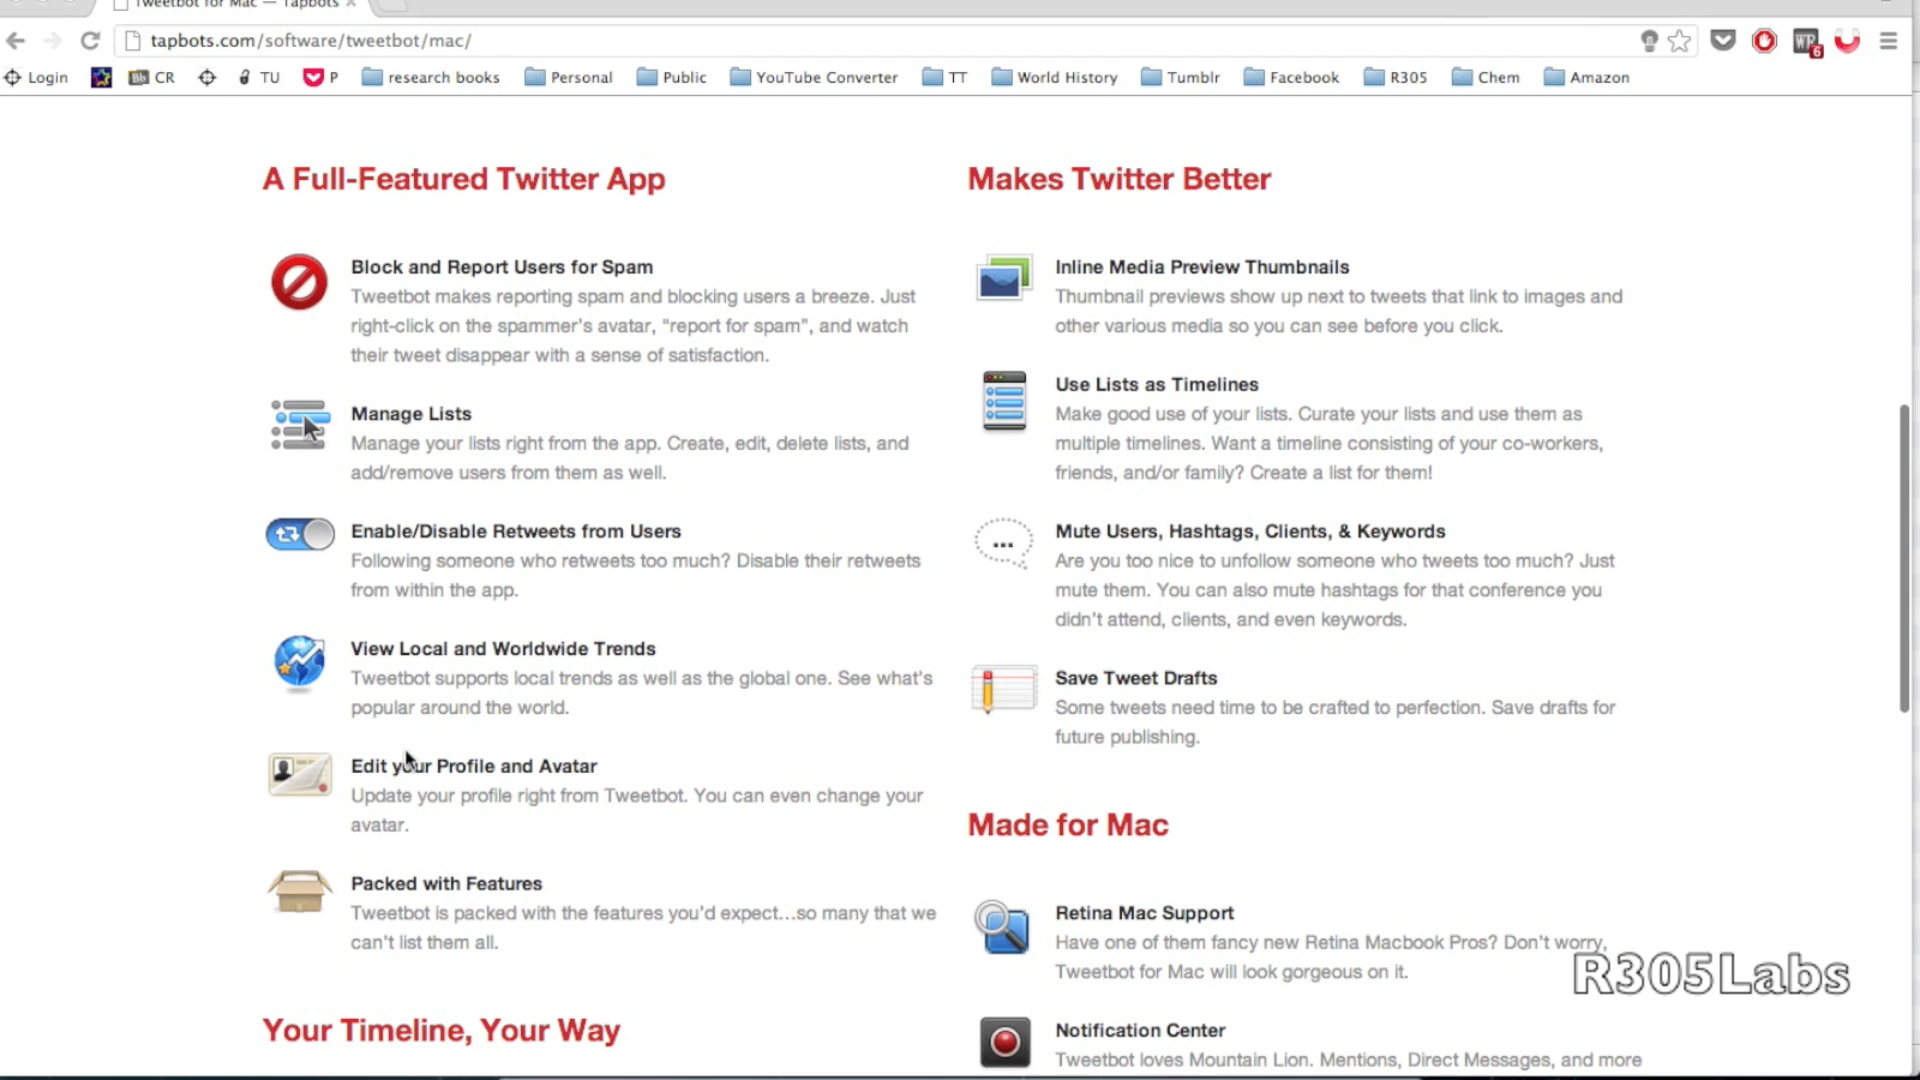 Tweetbot for Mac — Tapbots
tapbots.com/software/tweetbot/mac/
6
Login
Bb CR
TU
P
research books
Personal
Public
YouTube Converter
TT
World History
Tumblr
Facebook
R305
Chem
Amazon
A Full-Featured Twitter App
Block and Report Users for Spam
Tweetbot makes reporting spam and blocking users a breeze. Just
right-click on the spammer's avatar, “report for spam”, and watch
their tweet disappear with a sense of satisfaction.
Manage Lists
Manage your lists right from the app. Create, edit, delete lists, and
add/remove users from them as well.
Enable/Disable Retweets from Users
Following someone who retweets too much? Disable their retweets
from within the app.
View Local and Worldwide Trends
Tweetbot supports local trends as well as the global one. See what's
popular around the world.
Edit your Profile and Avatar
Update your profile right from Tweetbot. You can even change your
avatar.
Packed with Features
Tweetbot is packed with the features you'd expect...so many that we
can't list them all.
Your Timeline, Your Way
Makes Twitter Better
Inline Media Preview Thumbnails
Thumbnail previews show up next to tweets that link to images and
other various media so you can see before you click.
Use Lists as Timelines
Make good use of your lists. Curate your lists and use them as
multiple timelines. Want a timeline consisting of your co-workers,
friends, and/or family? Create a list for them!
Mute Users, Hashtags, Clients, & Keywords
Are you too nice to unfollow someone who tweets too much? Just
mute them. You can also mute hashtags for that conference you
didn't attend, clients, and even keywords.
Save Tweet Drafts
Some tweets need time to be crafted to perfection. Save drafts for
future publishing.
Made for Mac
Retina Mac Support
Have one of them fancy new Retina Macbook Pros? Don't worry,
Tweetbot for Mac will look gorgeous on it.
Notification Center
Tweetbot loves Mountain Lion. Mentions, Direct Messages, and more
R305Labs